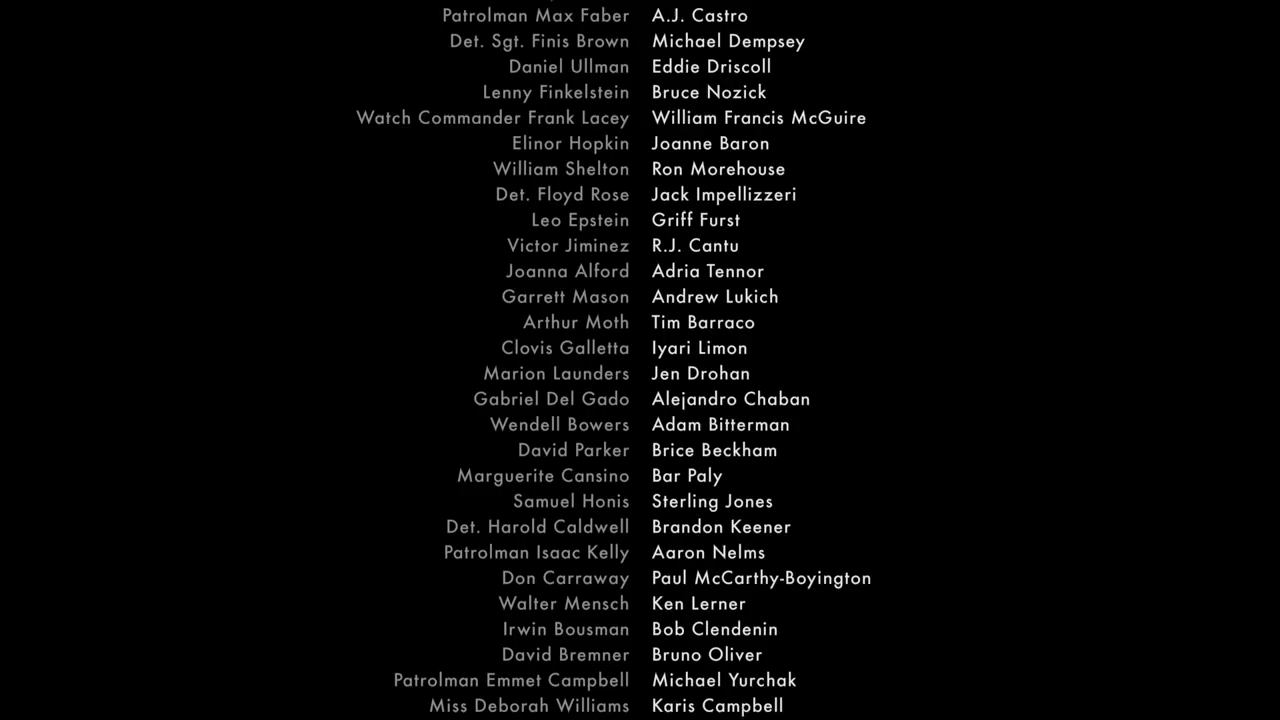 Patrolman Max Faber A.J. Castro
Det. Sgt. Finis Brown Michael Dempsey
Daniel Ullman Eddie Driscoll
Lenny Finkelstein Bruce Nozick
Watch Commander Frank Lacey William Francis McGuire
Elinor Hopkin Joanne Baron
William Shelton Ron Morehouse
Det. Floyd Rose Jack Impellizzeri
Leo Epstein Griff Furst
Victor Jiminez R.J. Cantu
Joanna Alford Adria Tennor
Garrett Mason Andrew Lukich
Arthur Moth Tim Barraco
Clovis Galletta Iyari Limon
Marion Launders Jen Drohan
Gabriel Del Gado Alejandro Chaban
Wendell Bowers Adam Bitterman
David Parker Brice Beckham
Marguerite Cansino Bar Paly
Samuel Honis Sterling Jones
Det. Harold Caldwell Brandon Keener
Patrolman Isaac Kelly Aaron Nelms
Don Carraway Paul McCarthy-Boyington
Walter Mensch Ken Lerner
Irwin Bousman Bob Clendenin
David Bremner Bruno Oliver
Patrolman Emmet Campbell Michael Yurchak
Miss Deborah Williams Karis Campbell